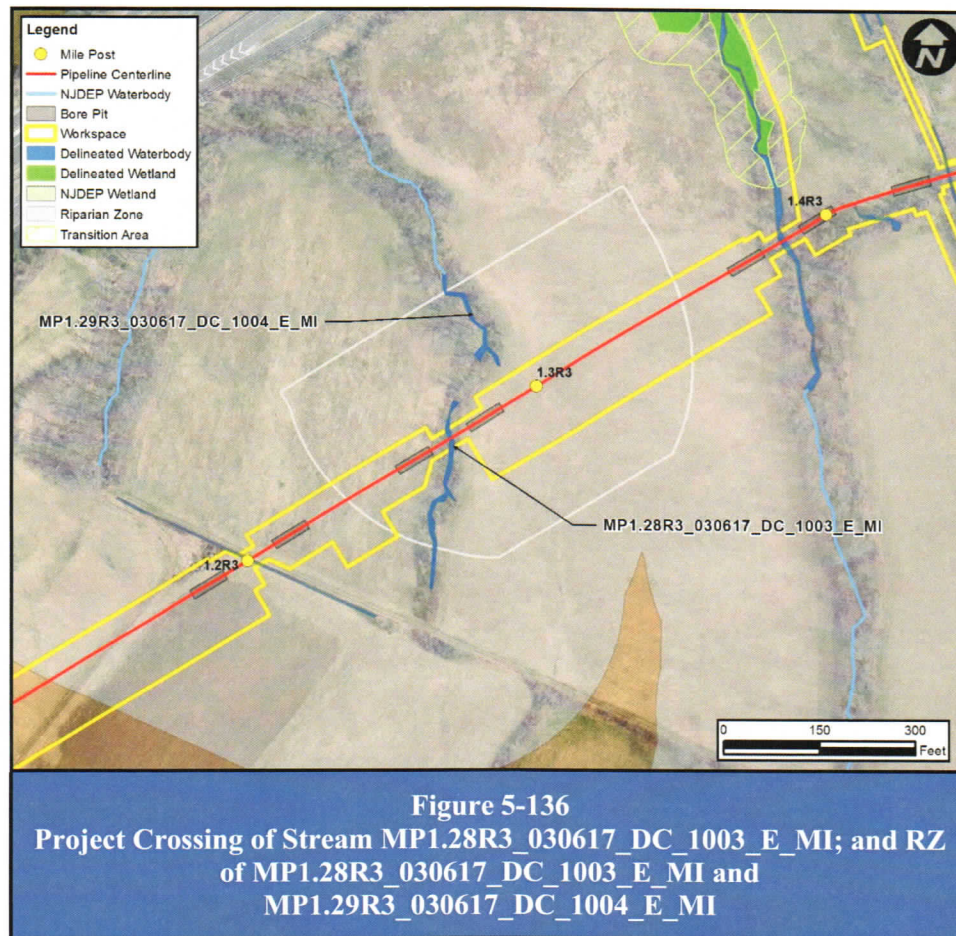 Legend
Mile Post
Pipeline Centerline
NJDEP Waterbody
Bore Pit
Workspace
Delineated Waterbody
Delineated Wetland
NJDEP Wetland
Riparian Zone
Transition Area
N
1.4R3
MP1.29R3_030617_DC_1004_E_MI
1.3R3
MP1.28R3_030617_DC_1003_E_MI
1.2R3
0 150 300
Feet
Figure 5-136
Project Crossing of Stream MP1.28R3_030617_DC_1003_E_MI; and RZ
of MP1.28R3_030617_DC_1003_E_MI and
MP1.29R3_030617_DC_1004_E_MI